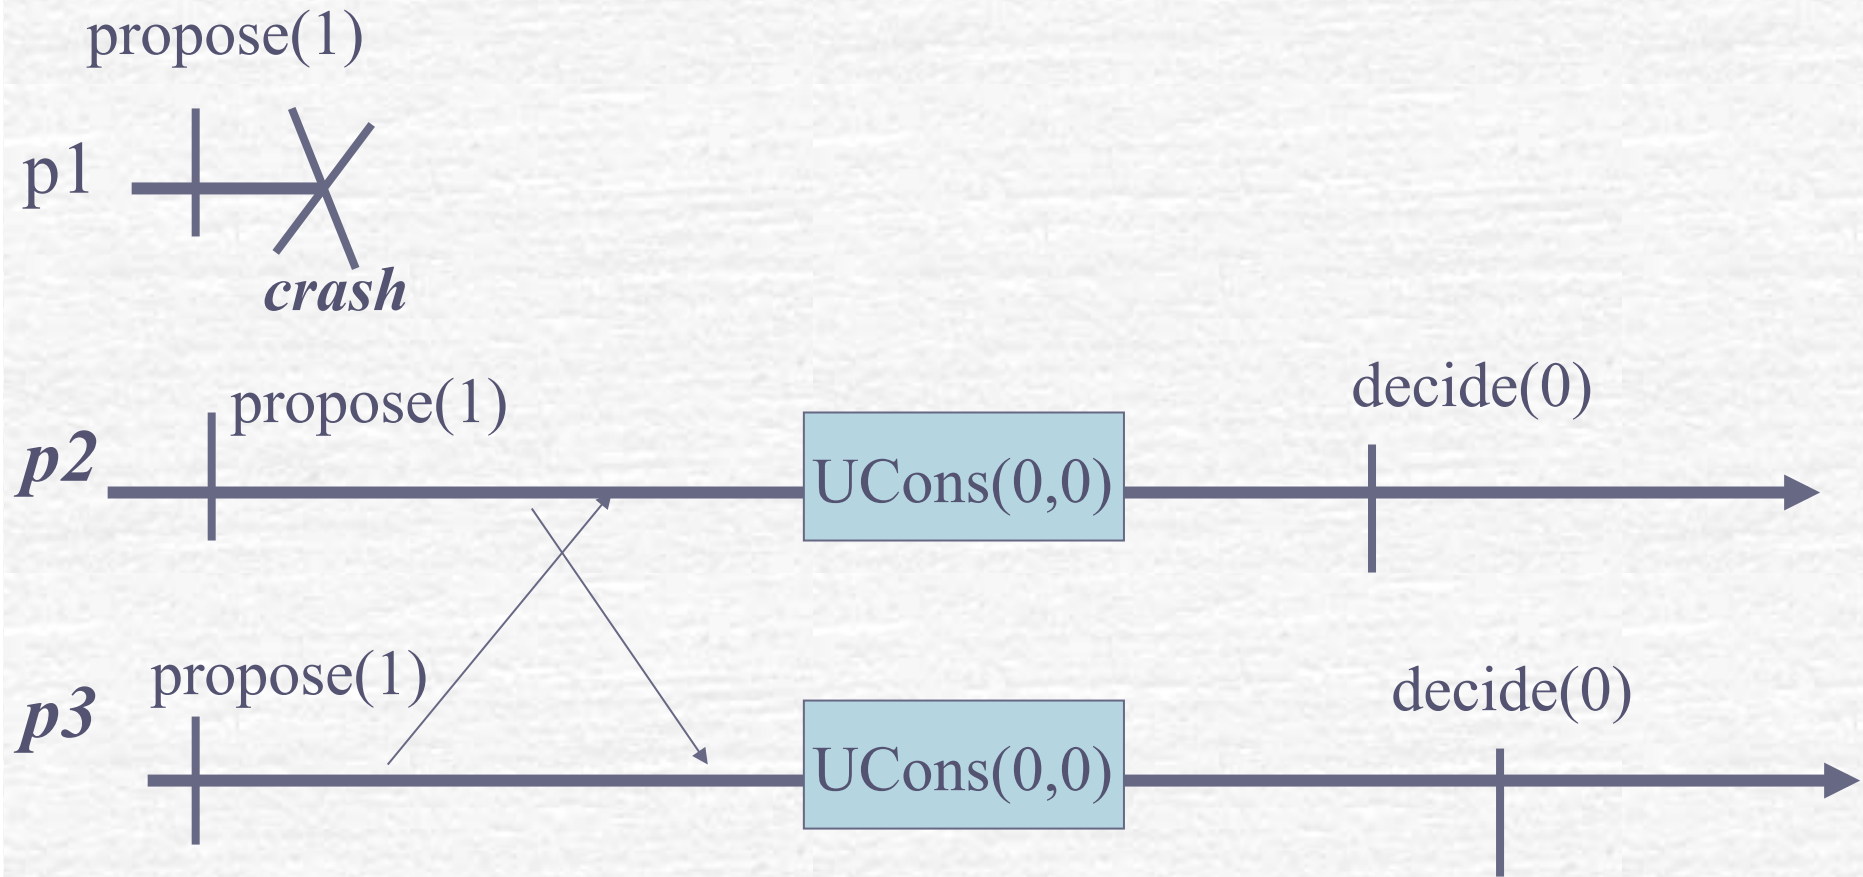 propose(1)
p1
crash
propose(1)
decide(0)
p2
UCons(0,0)
propose(1)
decide(0)
p3
UCons(0,0)